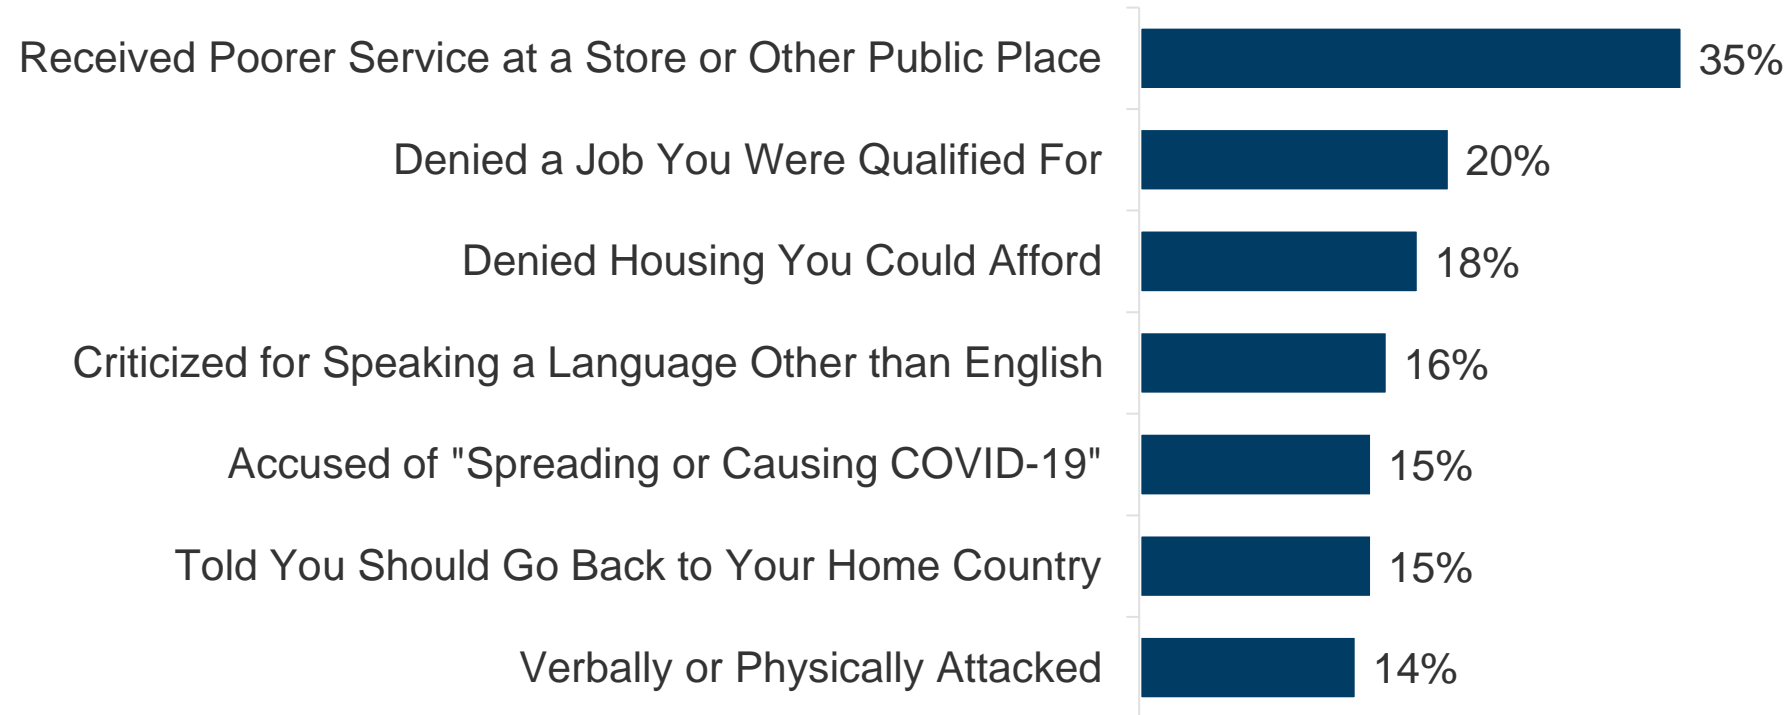 Received Poorer Service at a Store or Other Public Place 35%
Denied a Job You Were Qualified For 20%
Denied Housing You Could Afford 18%
Criticized for Speaking a Language Other than English 16%
Accused of "Spreading or Causing COVID-19" 15%
Told You Should Go Back to Your Home Country 15%
Verbally or Physically Attacked 14%